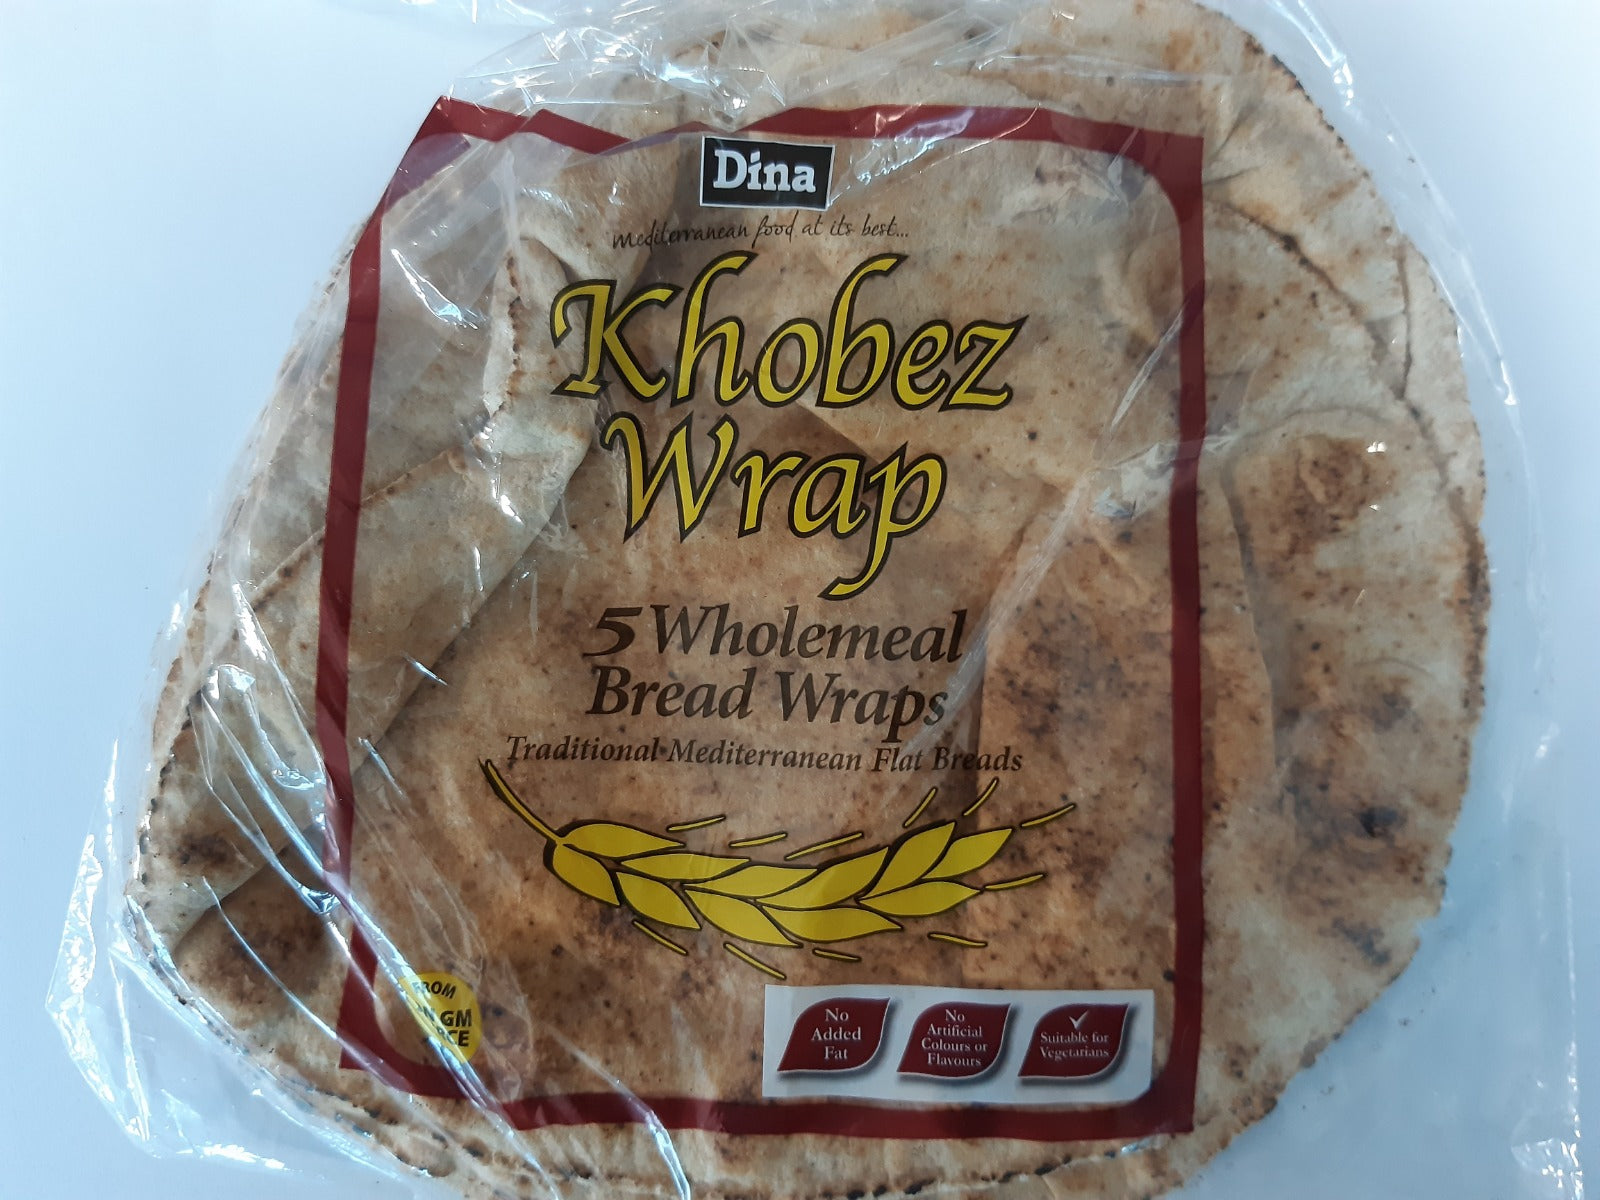 Dina
Mediterranean food at its best...
Khobez
Wrap
5 Wholemeal
Bread Wraps
Traditional Mediterranean Flat Breads
FROM
GM
No
Added
Fat
No
Artificial
Colours or
Flavours
Suitable for
Vegetarians